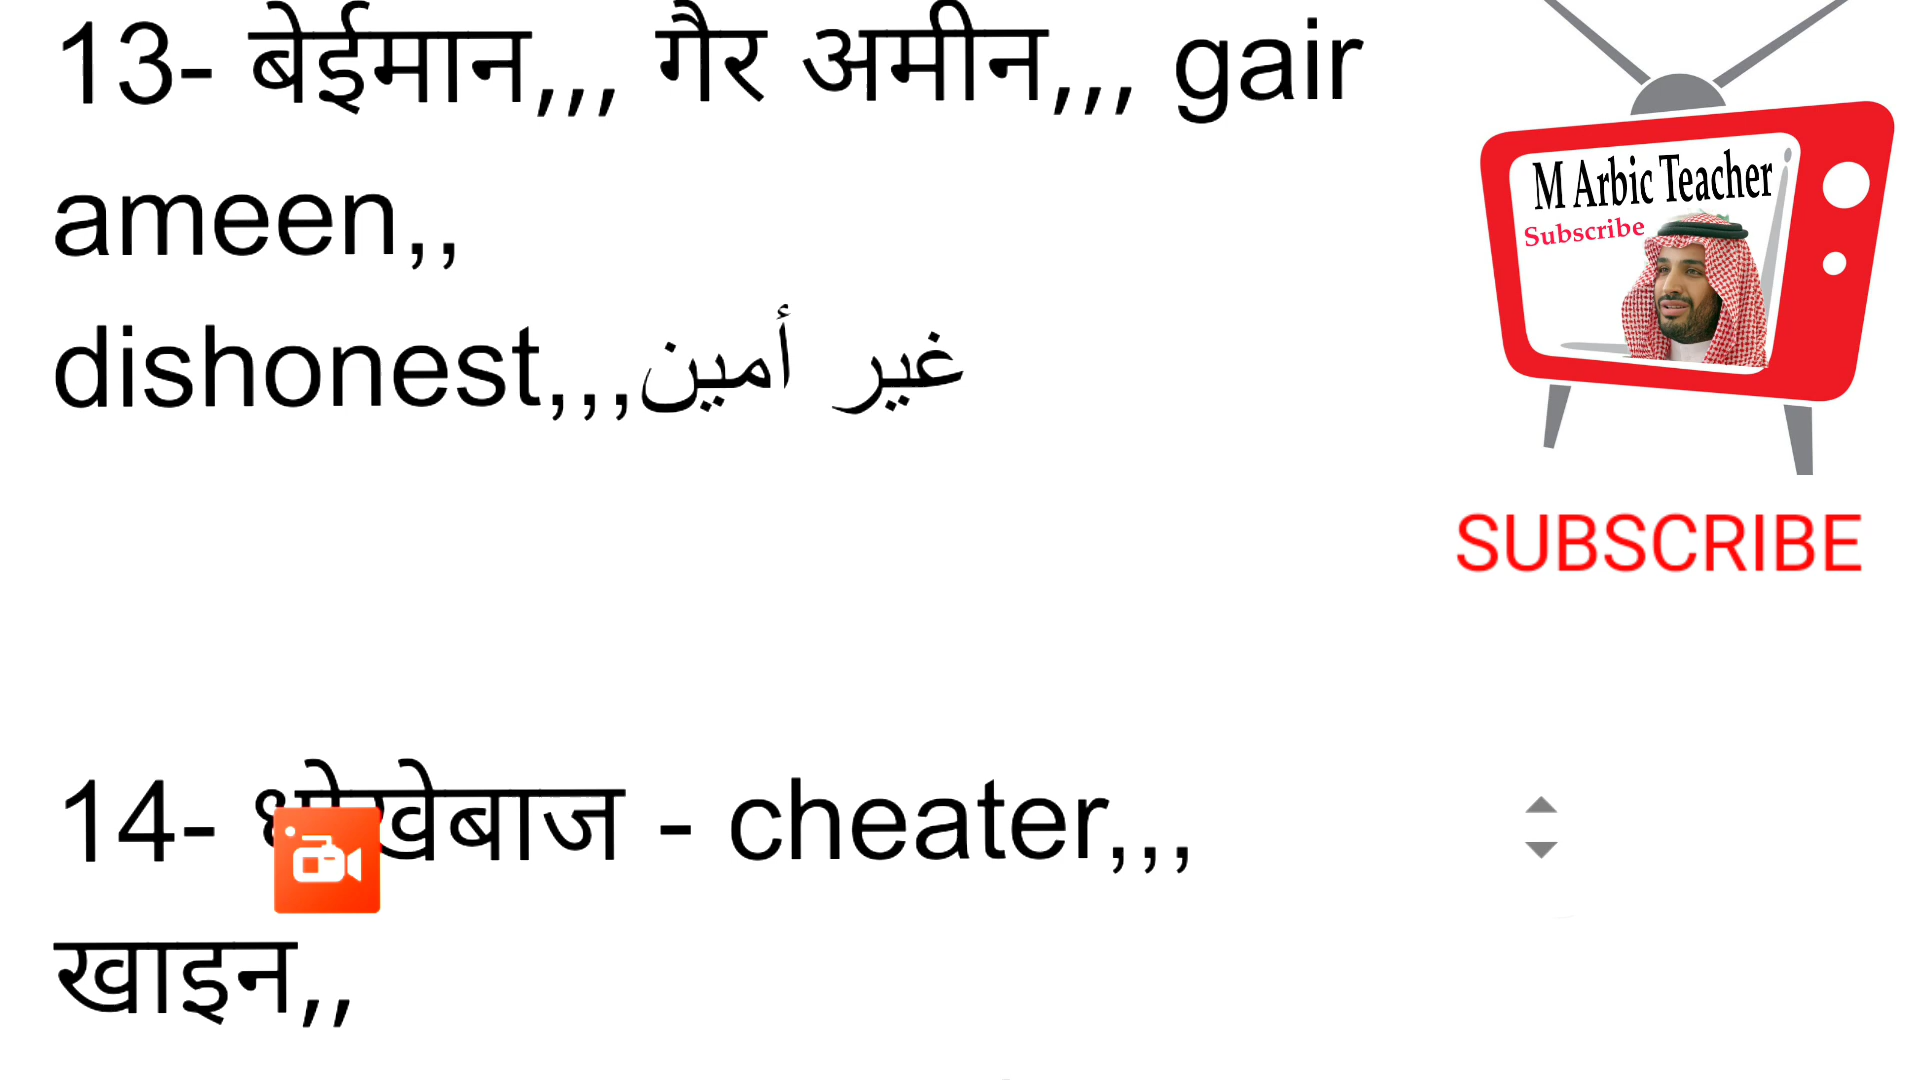 13- बेईमान,,, गैर अमीन,,, gair
ameen,,
dishonest,,,غير أمين
14- धोखेबाज - cheater,,,
खाइन,,
M Arbic Teacher
Subscribe
SUBSCRIBE